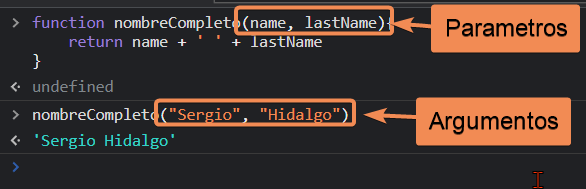 function nombreCompleto(name, lastName){
Parametros
return name + ' ' + lastName
}
undefined
nombreCompleto("Sergio", "Hidalgo")
Argumentos
'Sergio Hidalgo'